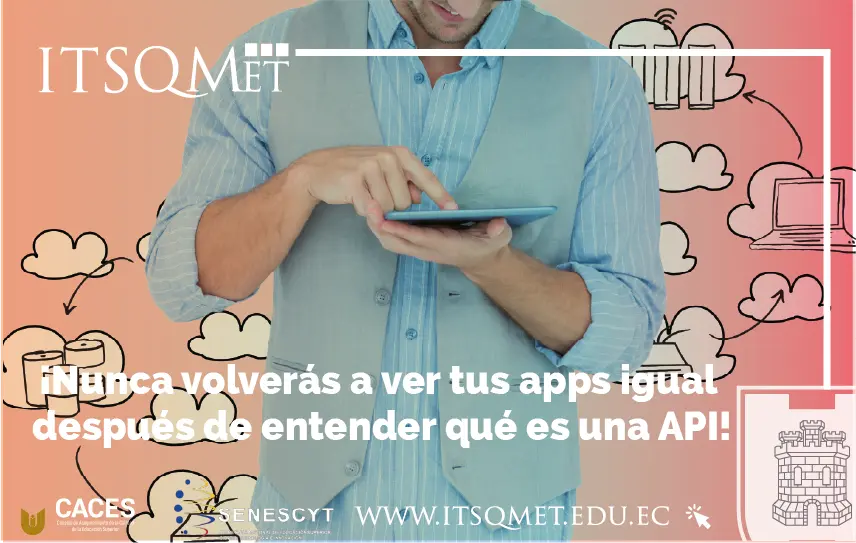 ITSQMET
¡Nunca volverás a ver tus apps igual
después de entender qué es una API!
CACES
SENESCYT
WWW.ITSQMET.EDU.EC